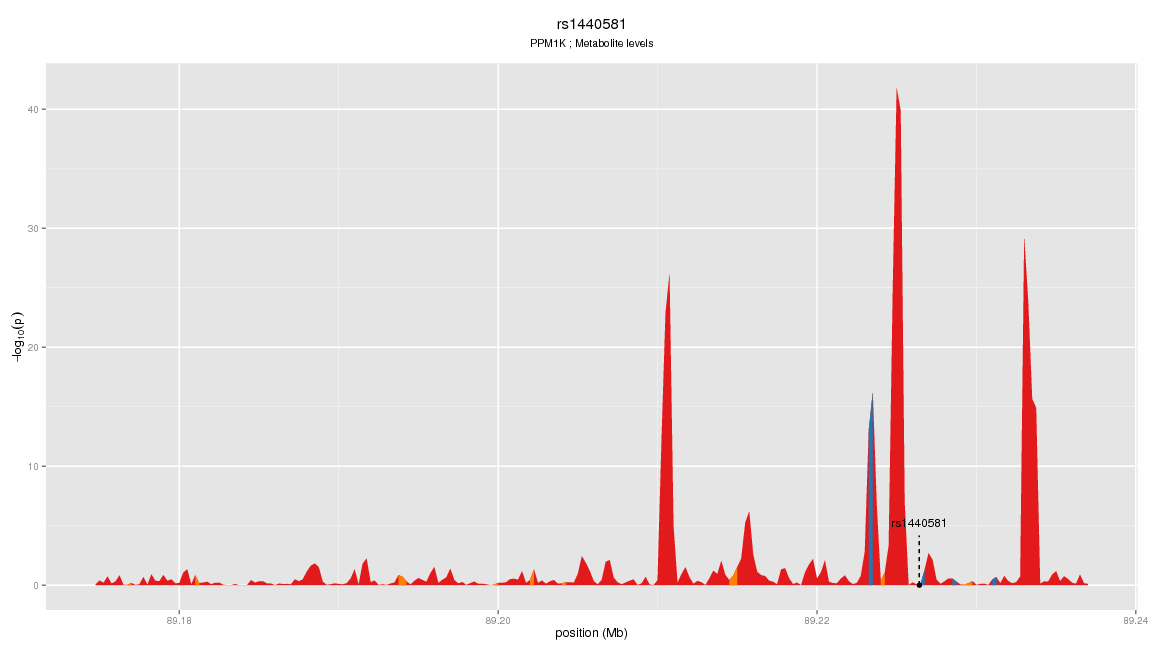 rs1440581
PPM1K ; Metabolite levels
40
30
20
10
0
−log10(p)
rs1440581
89.18
89.20
89.22
89.24
position (Mb)